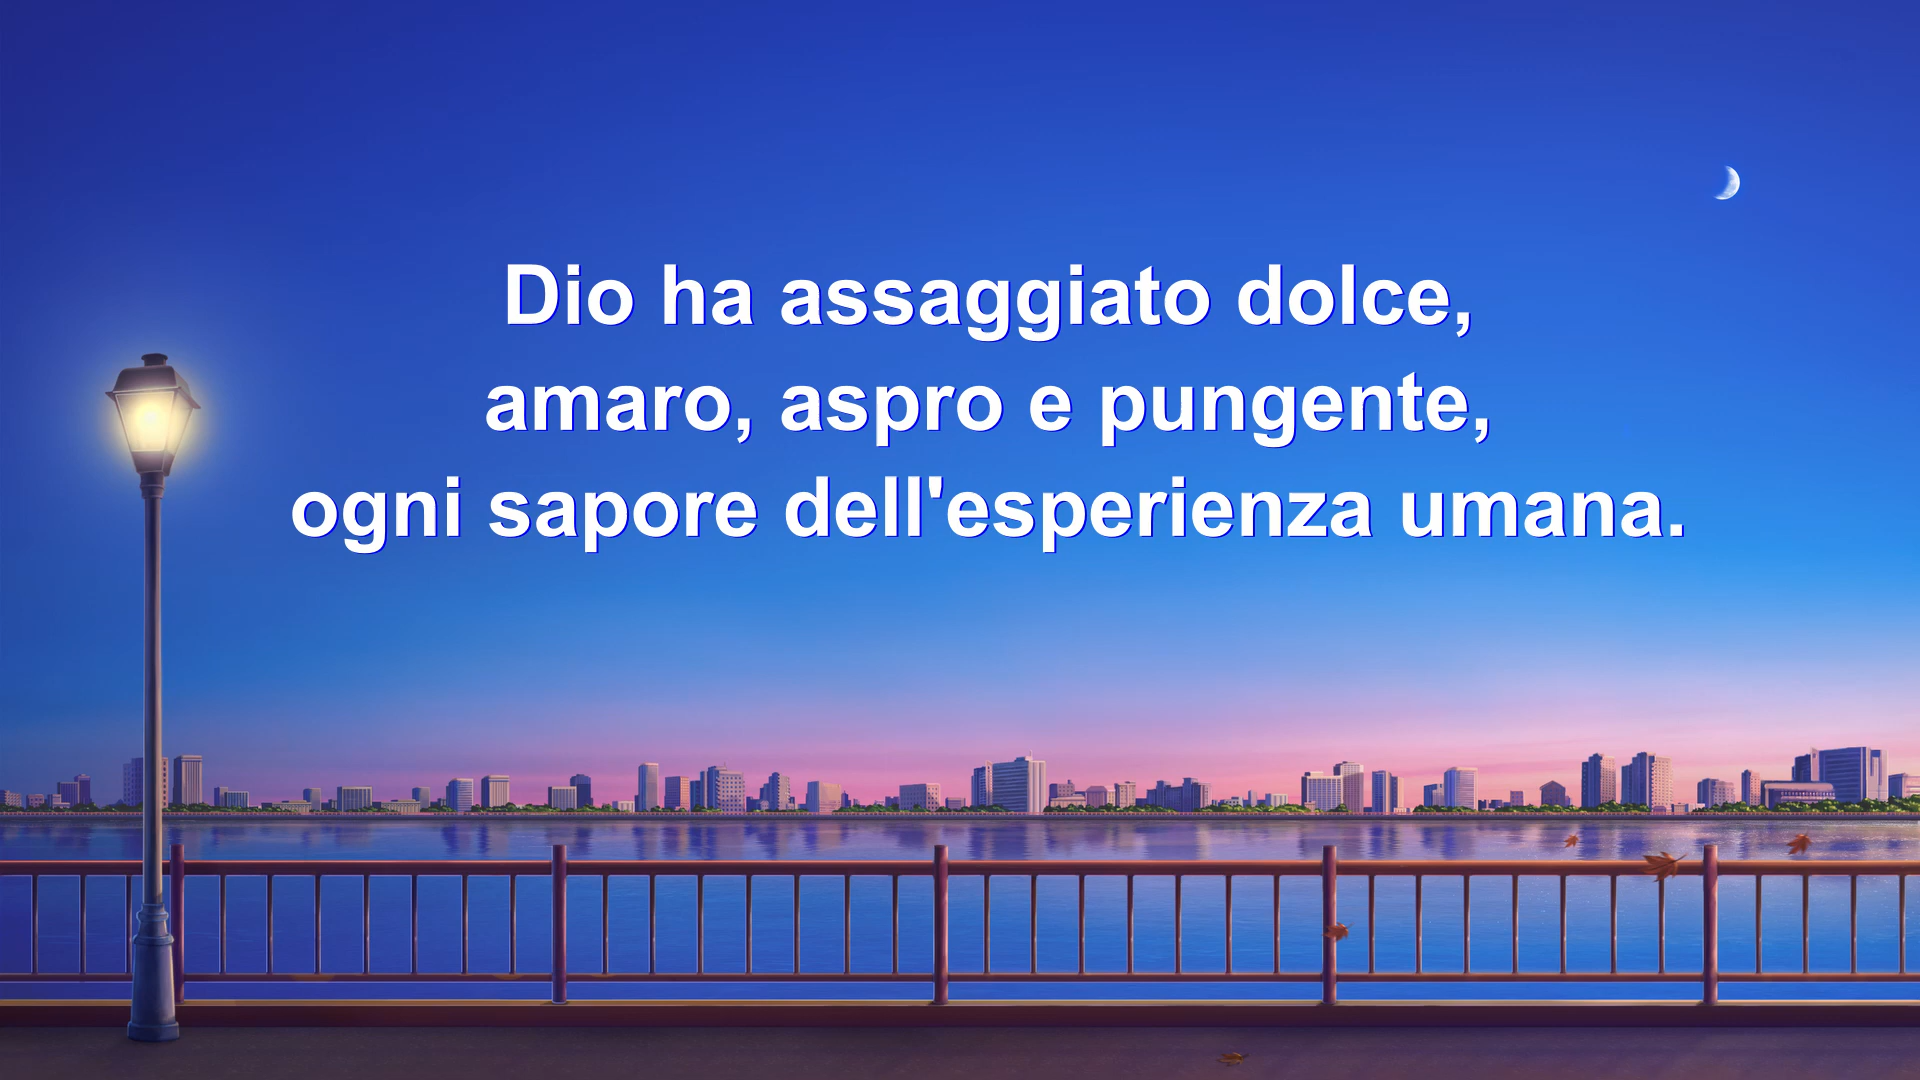 Dio ha assaggiato dolce,
amaro, aspro e pungente,
ogni sapore dell'esperienza umana.